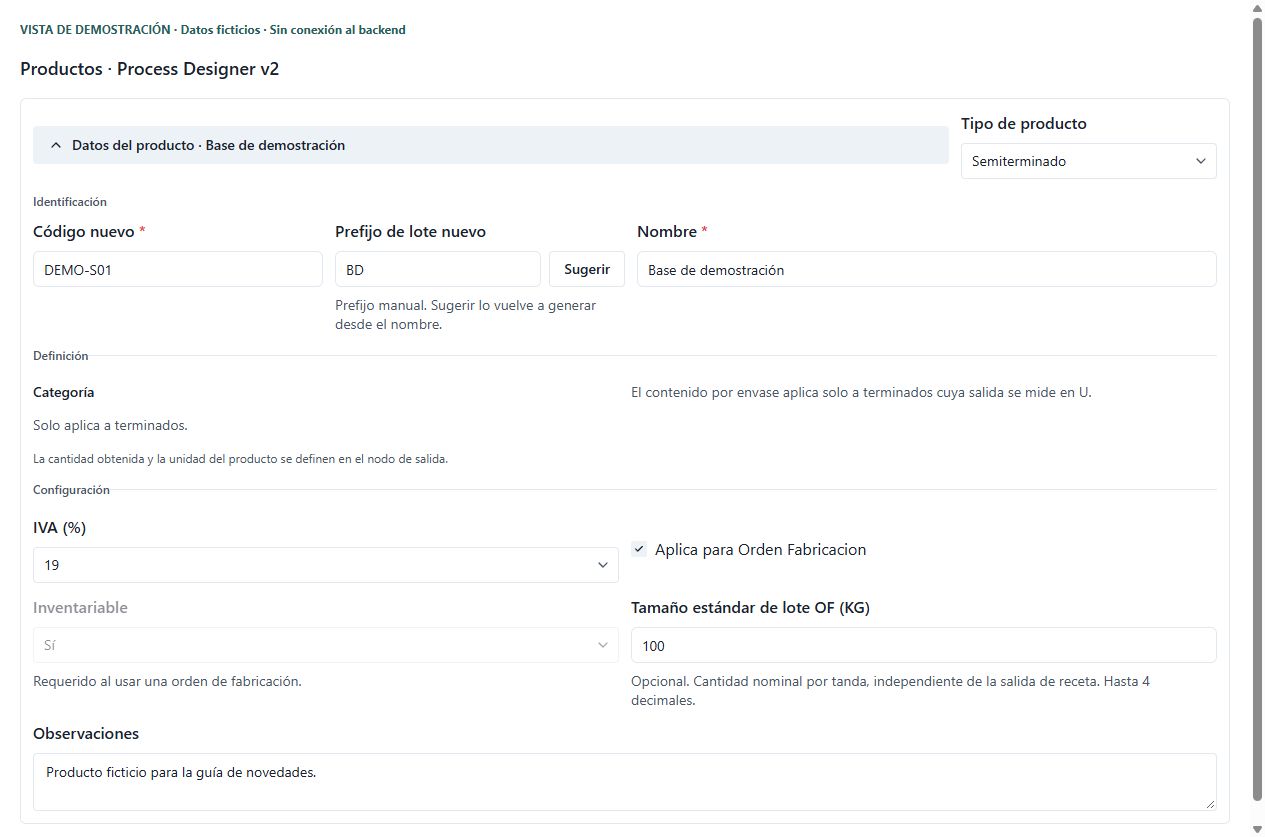 VISTA DE DEMOSTRACIÓN · Datos ficticios · Sin conexión al backend
Productos · Process Designer v2
Datos del producto · Base de demostración
Tipo de producto
Semiterminado
Identificación
Código nuevo *
Prefijo de lote nuevo
Nombre *
DEMO-S01
BD
Sugerir
Base de demostración
Prefijo manual. Sugerir lo vuelve a generar
desde el nombre.
Definición
Categoría
El contenido por envase aplica solo a terminados cuya salida se mide en U.
Solo aplica a terminados.
La cantidad obtenida y la unidad del producto se definen en el nodo de salida.
Configuración
IVA (%)
19
Aplica para Orden Fabricacion
Inventariable
Sí
Requerido al usar una orden de fabricación.
Tamaño estándar de lote OF (KG)
100
Opcional. Cantidad nominal por tanda, independiente de la salida de receta. Hasta 4
decimales.
Observaciones
Producto ficticio para la guía de novedades.